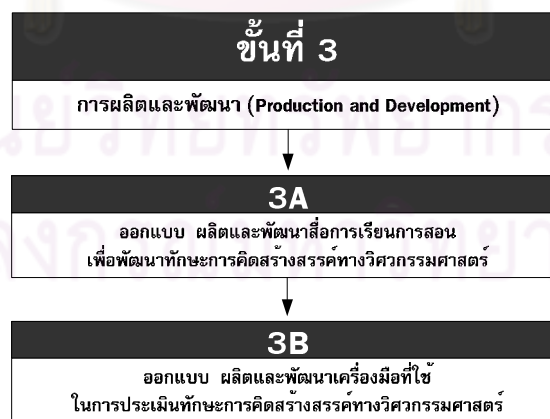 ขั้นที่ 3
การผลิตและพัฒนา (Production and Development)
3A
ออกแบบ ผลิตและพัฒนาสื่อการเรียนการสอน
เพื่อพัฒนาทักษะการคิดสร้างสรรค์ทางวิศวกรรมศาสตร์
3B
ออกแบบ ผลิตและพัฒนาเครื่องมือที่ใช้
ในการประเมินทักษะการคิดสร้างสรรค์ทางวิศวกรรมศาสตร์